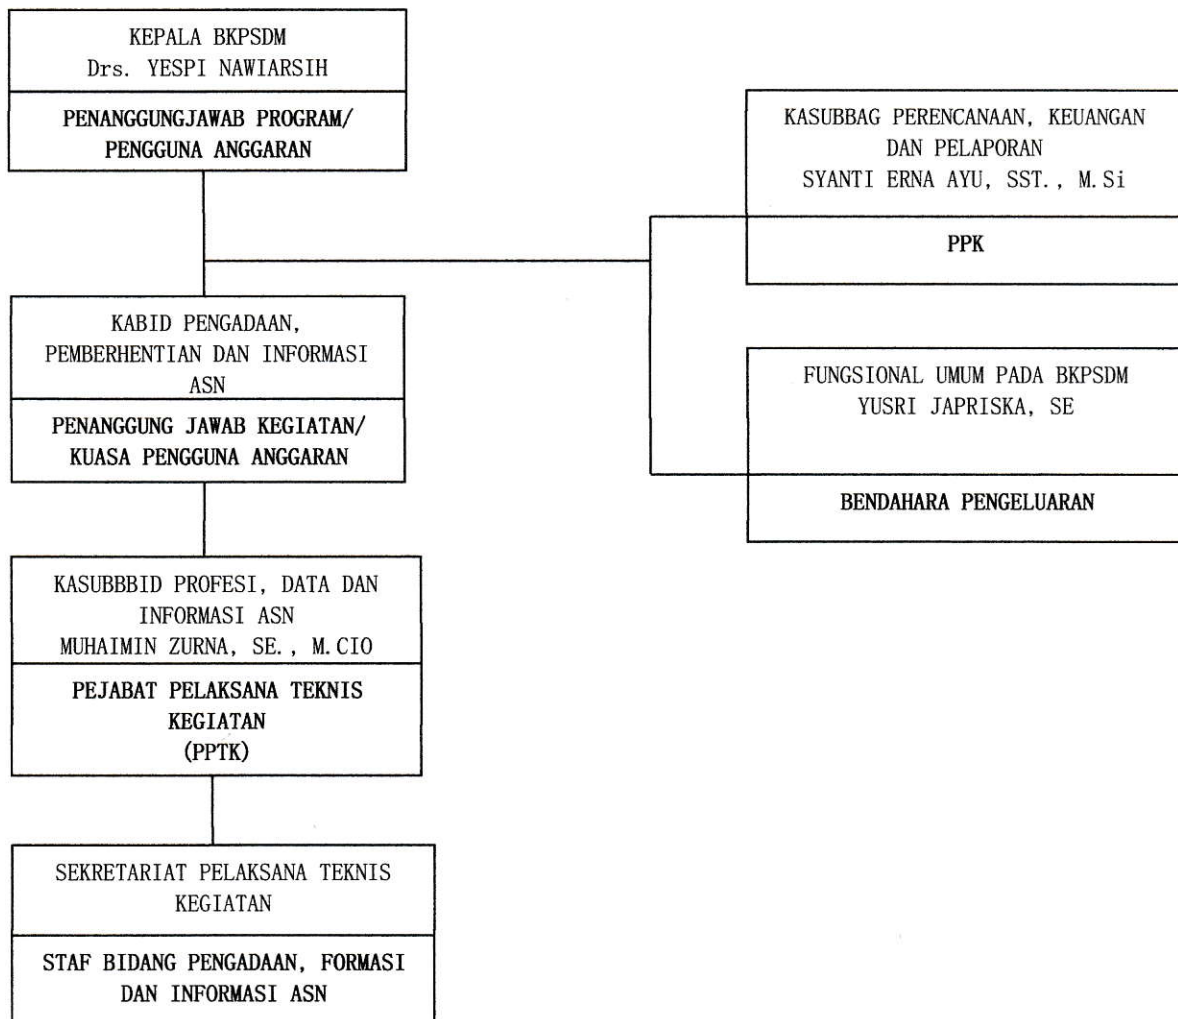 KEPALA BKPSDM
Drs. YESPI NAWIARSIH
PENANGGUNGJAWAB PROGRAM/
PENGGUNA ANGGARAN
KASUBBAG PERENCANAAN, KEUANGAN
DAN PELAPORAN
SYANTI ERNA AYU, SST., M.Si
PPK
KABID PENGADAAN,
PEMBERHENTIAN DAN INFORMASI
ASN
PENANGGUNG JAWAB KEGIATAN/
KUASA PENGGUNA ANGGARAN
FUNGSIONAL UMUM PADA BKPSDM
YUSRI JAPRISKA, SE
BENDAHARA PENGELUARAN
KASUBBBID PROFESI, DATA DAN
INFORMASI ASN
MUHAIMIN ZURNA, SE., M.CIO
PEJABAT PELAKSANA TEKNIS
KEGIATAN
(PPTK)
SEKRETARIAT PELAKSANA TEKNIS
KEGIATAN
STAF BIDANG PENGADAAN, FORMASI
DAN INFORMASI ASN